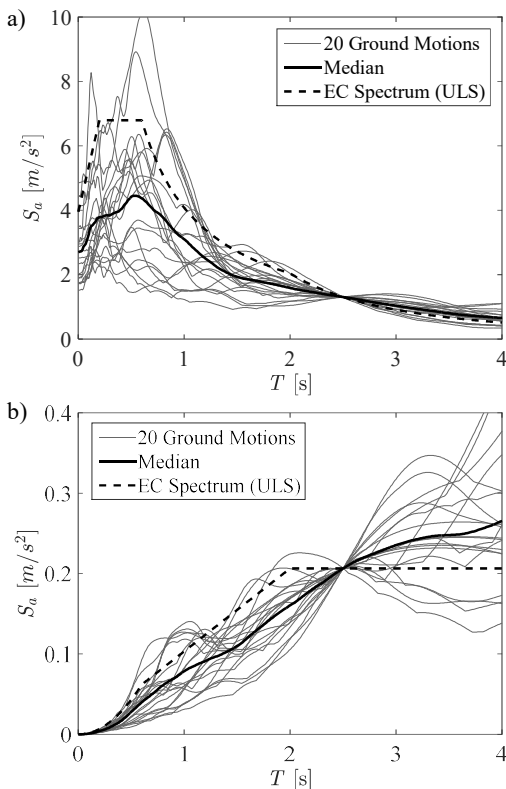 a)
10
20 Ground Motions
Median
EC Spectrum (ULS)
8
6
4
2
0
S_a [m/s^2]
0 1 2 3 4
T [s]
b)
0.4
20 Ground Motions
Median
EC Spectrum (ULS)
0.3
0.2
0.1
0
S_a [m/s^2]
0 1 2 3 4
T [s]